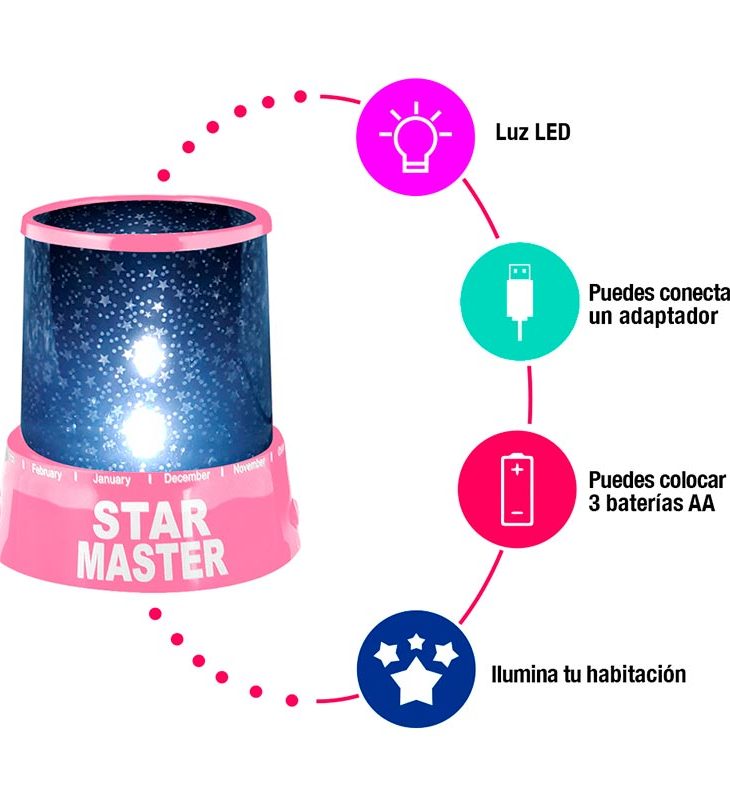 Luz LED
Puedes conecta
un adaptador
February
January
December
November
STAR
MASTER
Puedes colocar
3 baterías AA
Ilumina tu habitación